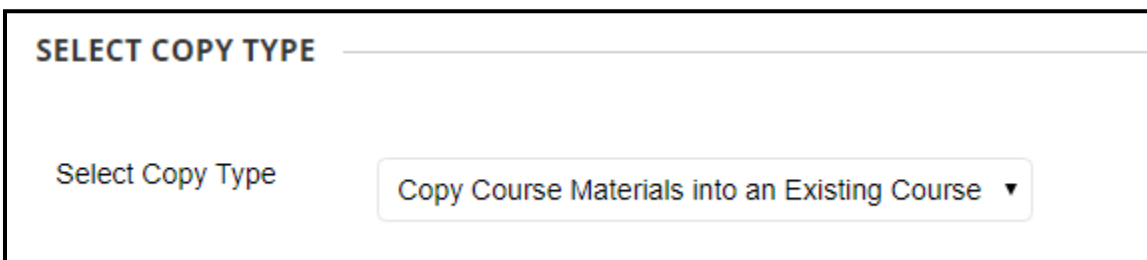 SELECT COPY TYPE
Select Copy Type
Copy Course Materials into an Existing Course